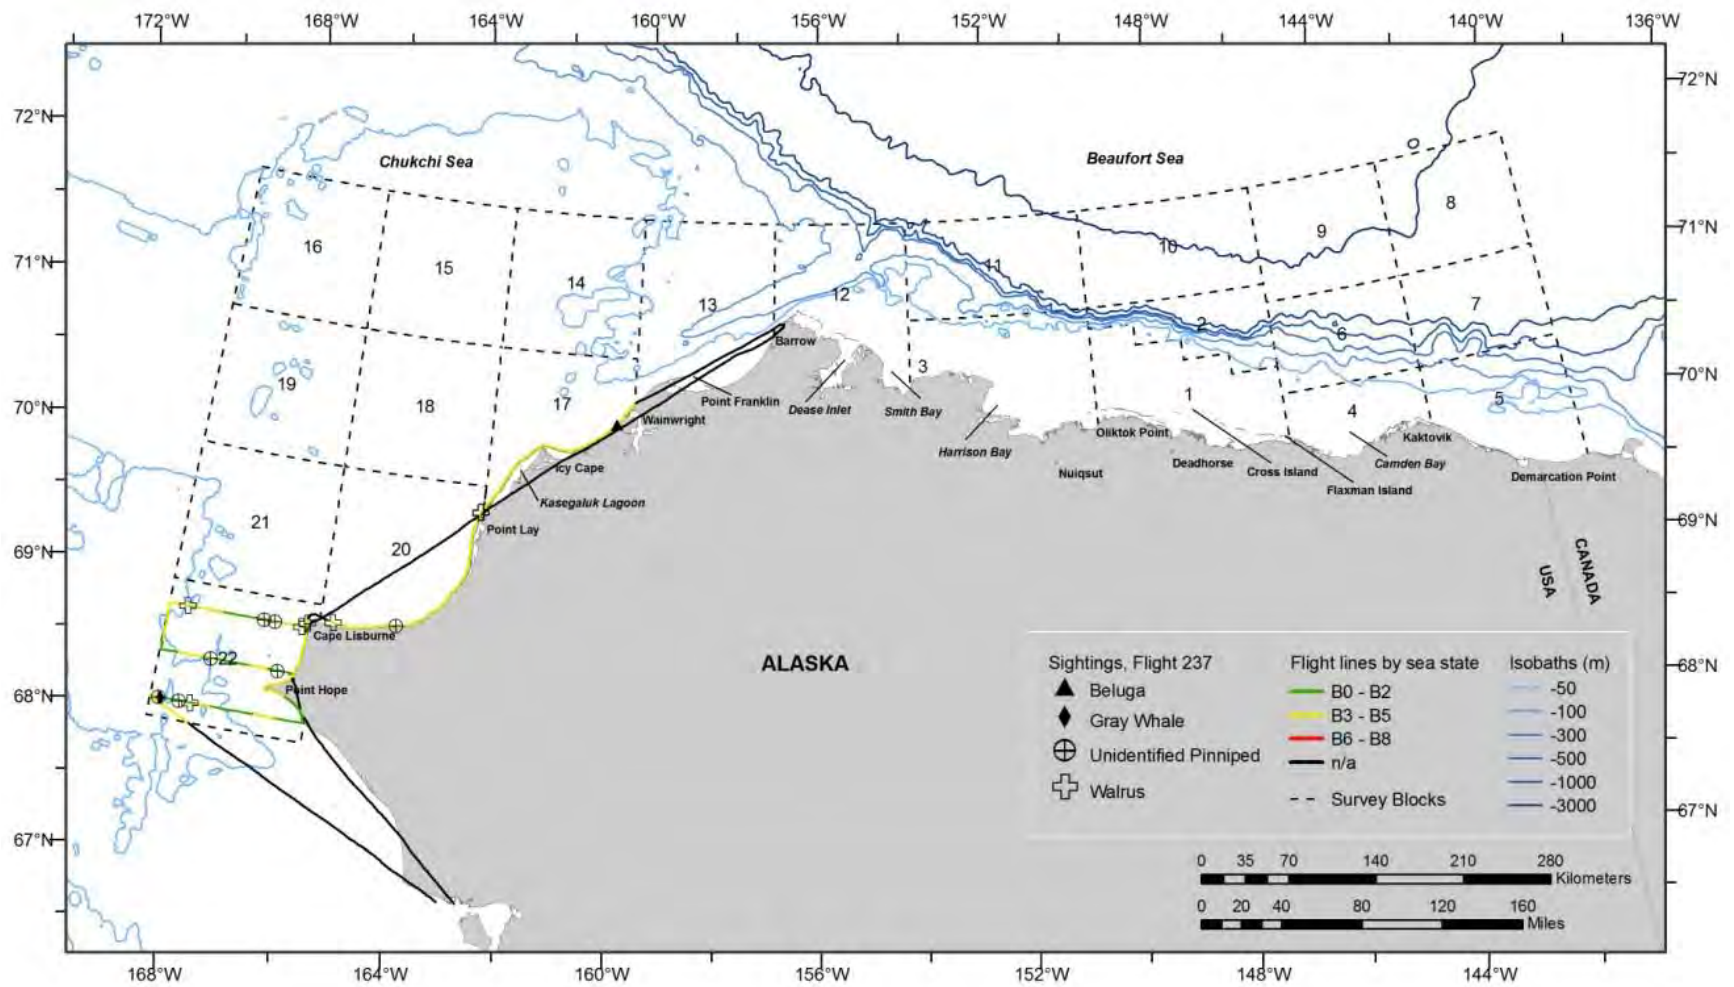 172°W 168°W 164°W 160°W 156°W 152°W 148°W 144°W 140°W 136°W
72°N 72°N
Chukchi Sea Beaufort Sea
8
71°N 9 71°N
16 10
15 11
14 12
13 7
2
6
Barrow
70°N 3 70°N
19 Point Franklin
18 17 Dease Inlet Smith Bay 1 4 5
Wainwright
Oliktok Point Kaktovik
Harrison Bay
Icy Cape Deadhorse Cross Island Camden Bay
Nuiqsut Demarcation Point
Flaxman Island
Kasegaluk Lagoon
21 Point Lay
69°N 20 69°N
USA CANADA
Cape Lisburne
22
68°N Point Hope 68°N
ALASKA
Sightings, Flight 237
Beluga
Gray Whale
Unidentified Pinniped
Walrus
Flight lines by sea state
B0 - B2
B3 - B5
B6 - B8
n/a
Survey Blocks
Isobaths (m)
-50
-100
-300
-500
-1000
-3000
67°N 67°N
0 35 70 140 210 280
Kilometers
0 20 40 80 120 160
Miles
168°W 164°W 160°W 156°W 152°W 148°W 144°W